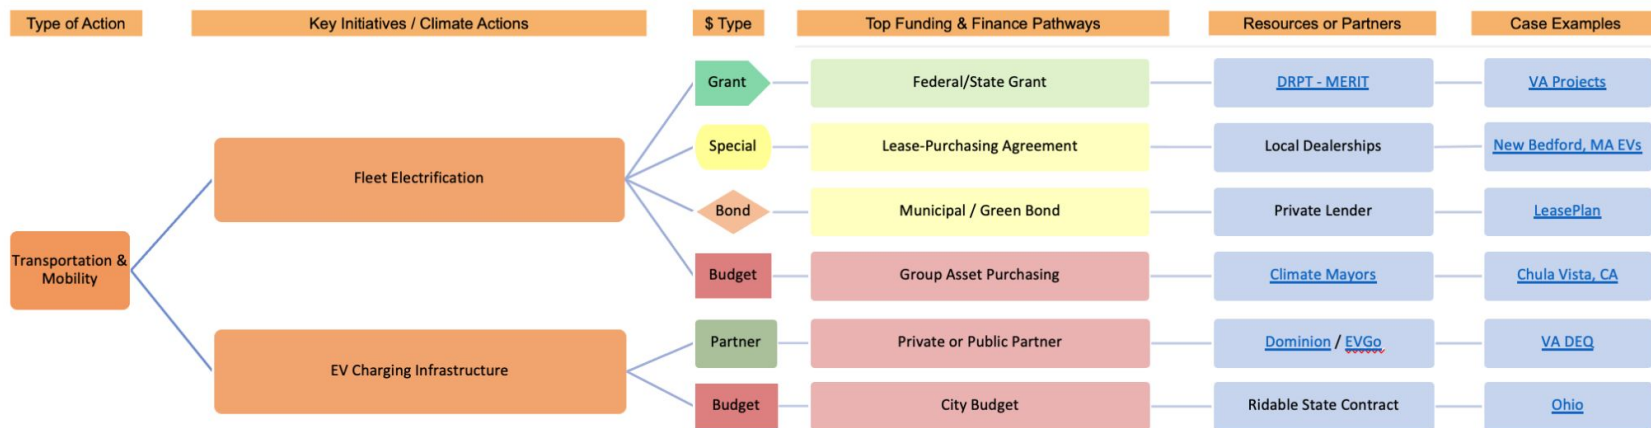 Type of Action
Key Initiatives / Climate Actions
$ Type
Top Funding & Finance Pathways
Resources or Partners
Case Examples
Transportation &
Mobility
Fleet Electrification
Grant
Federal/State Grant
DRPT - MERIT
VA Projects
Special
Lease-Purchasing Agreement
Local Dealerships
New Bedford, MA EVs
Bond
Municipal / Green Bond
Private Lender
LeasePlan
Budget
Group Asset Purchasing
Climate Mayors
Chula Vista, CA
EV Charging Infrastructure
Partner
Private or Public Partner
Dominion / EVGo
VA DEQ
Budget
City Budget
Ridable State Contract
Ohio